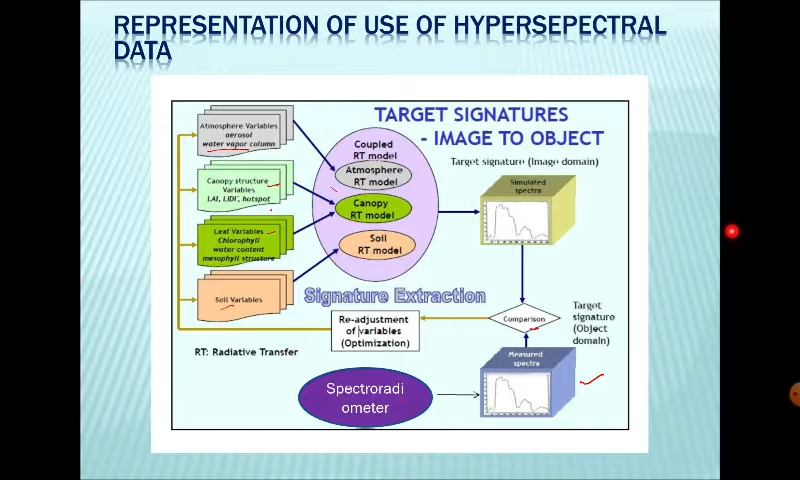 REPRESENTATION OF USE OF HYPERSEPECTRAL
DATA
TARGET SIGNATURES
- IMAGE TO OBJECT
Atmosphere Variables
aerosol
water vapor column
Canopy structure
Variables
LAI, LIDF, hotspot
Leaf Variables
Chlorophyll
water content
mesophyll structure
Soil Variables
Coupled
RT model
Atmosphere
RT model
Canopy
RT model
Soil
RT model
Target signature (Image domain)
Simulated
spectra
Signature Extraction
Re-adjustment
of variables
(Optimization)
Comparison
Target
signature
(Object
domain)
Measured
spectra
RT: Radiative Transfer
Spectroradi
ometer